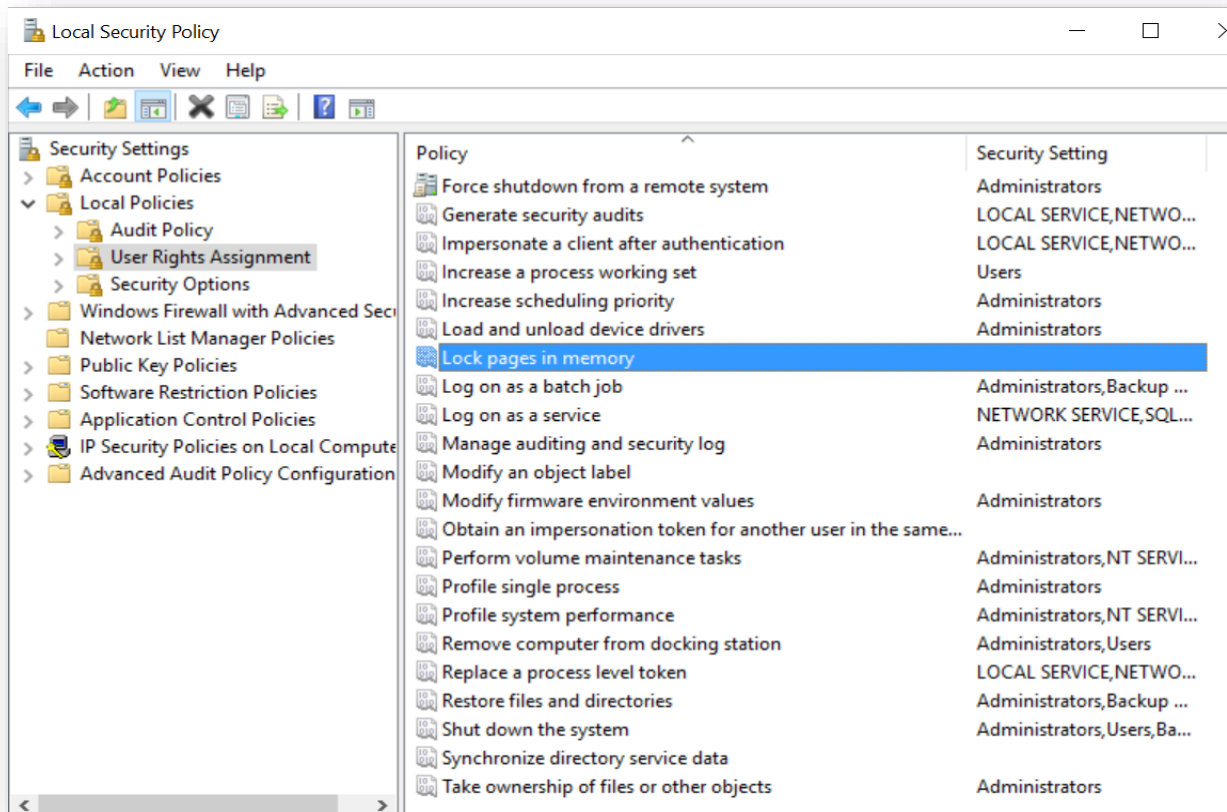 Local Security Policy
File Action View Help
Security Settings
Account Policies
Local Policies
Audit Policy
User Rights Assignment
Security Options
Windows Firewall with Advanced Secu
Network List Manager Policies
Public Key Policies
Software Restriction Policies
Application Control Policies
IP Security Policies on Local Compute
Advanced Audit Policy Configuration
Policy Security Setting
Force shutdown from a remote system Administrators
Generate security audits LOCAL SERVICE,NETWO...
Impersonate a client after authentication LOCAL SERVICE,NETWO...
Increase a process working set Users
Increase scheduling priority Administrators
Load and unload device drivers Administrators
Lock pages in memory
Log on as a batch job Administrators,Backup ...
Log on as a service NETWORK SERVICE,SQL...
Manage auditing and security log Administrators
Modify an object label
Modify firmware environment values Administrators
Obtain an impersonation token for another user in the same...
Perform volume maintenance tasks Administrators,NT SERVI...
Profile single process Administrators
Profile system performance Administrators,NT SERVI...
Remove computer from docking station Administrators,Users
Replace a process level token LOCAL SERVICE,NETWO...
Restore files and directories Administrators,Backup ...
Shut down the system Administrators,Users,Ba...
Synchronize directory service data
Take ownership of files or other objects Administrators